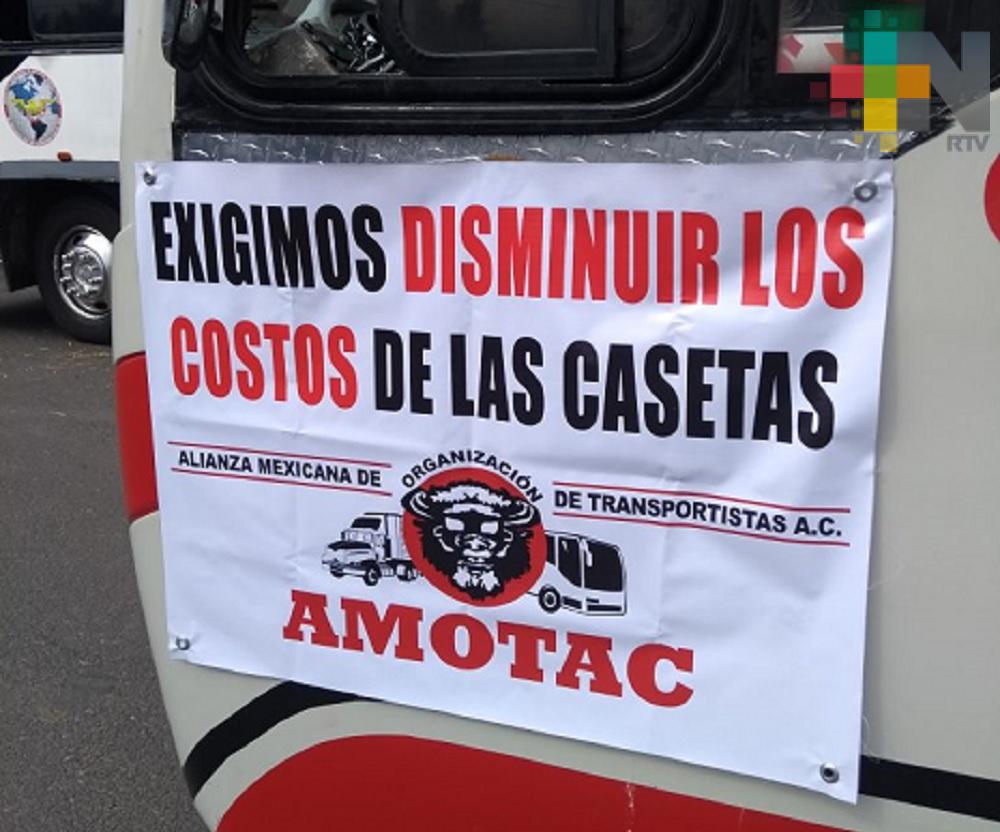 EXIGIMOS DISMINUIR LOS
COSTOS DE LAS CASETAS
ALIANZA MEXICANA DE ORGANIZACIÓN DE TRANSPORTISTAS A.C.
AMOTAC
N
RTV